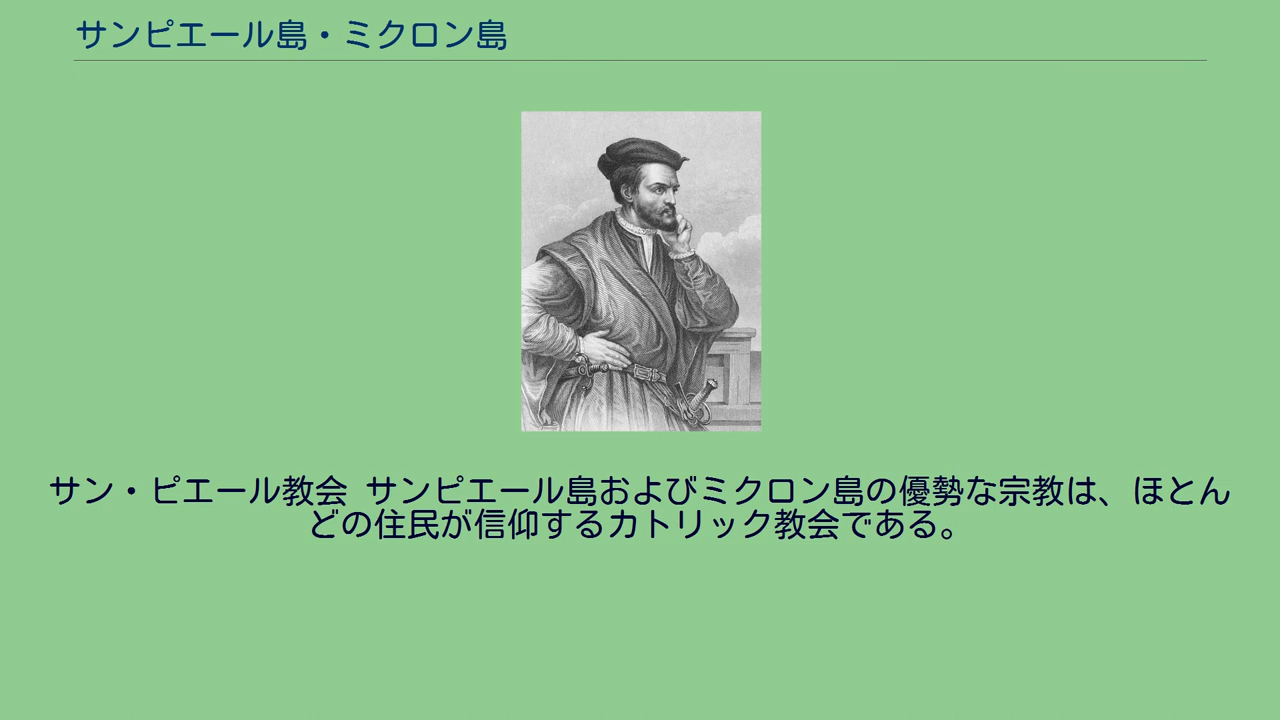 サンピエール島・ミクロン島
サン・ピエール教会 サンピエール島およびミクロン島の優勢な宗教は、ほとん
どの住民が信仰するカトリック教会である。